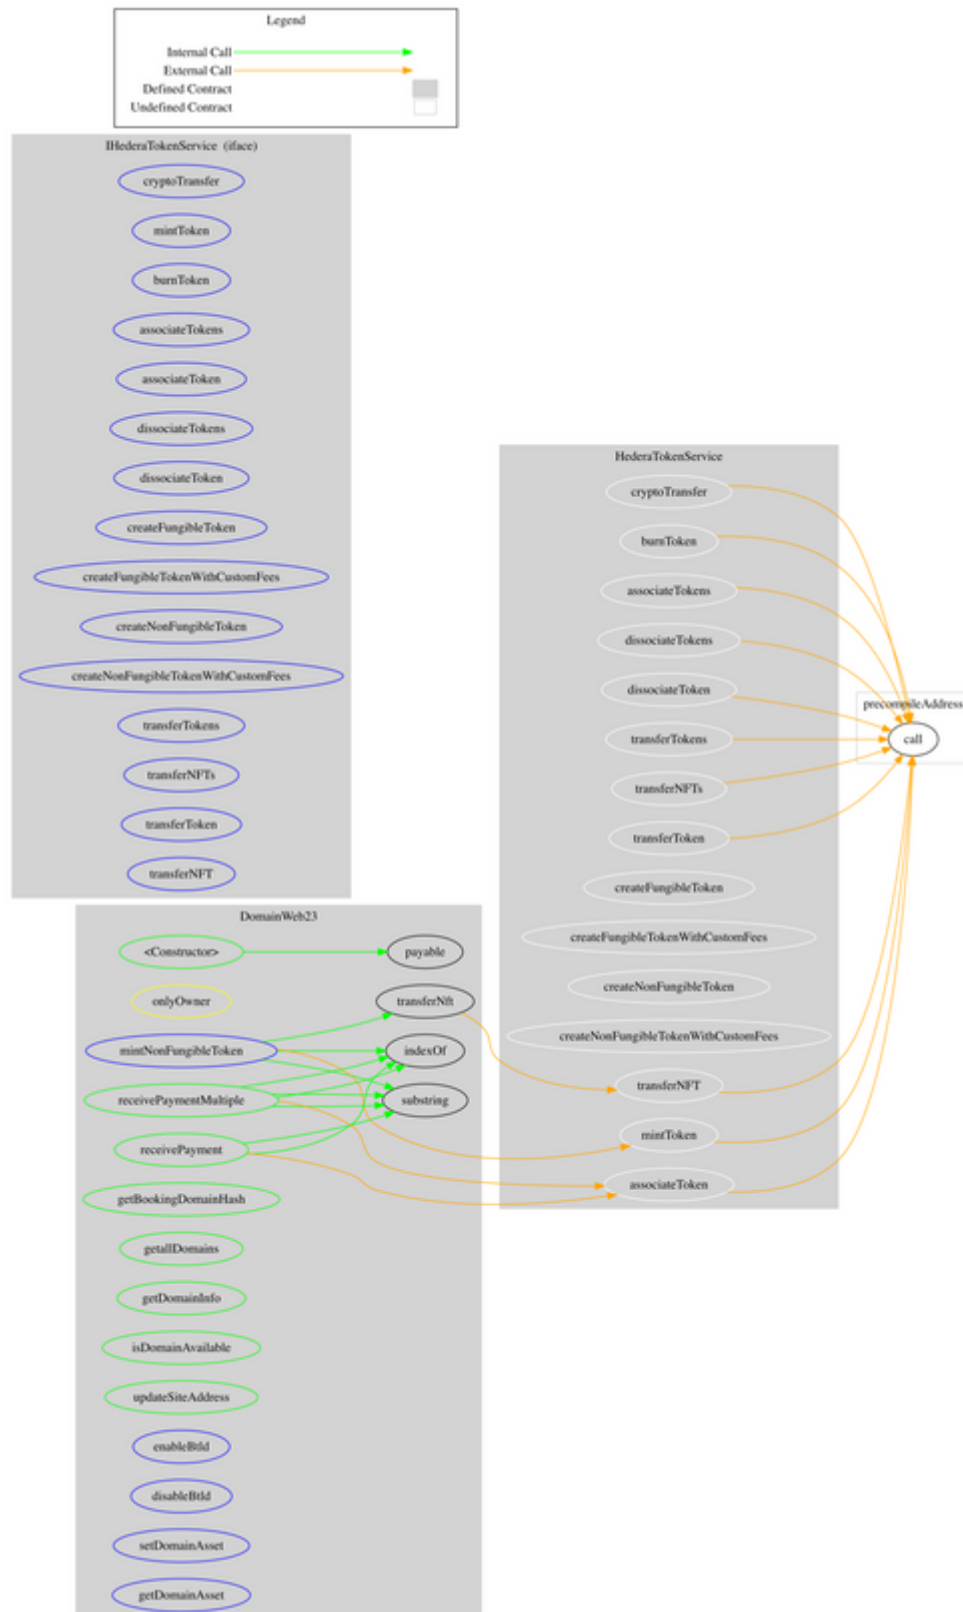 Legend
Internal Call
External Call
Defined Contract
Undefined Contract
IHederaTokenService (iface)
cryptoTransfer
mintToken
burnToken
associateTokens
associateToken
dissociateTokens
dissociateToken
createFungibleToken
createFungibleTokenWithCustomFees
createNonFungibleToken
createNonFungibleTokenWithCustomFees
transferTokens
transferNFTs
transferToken
transferNFT
HederaTokenService
cryptoTransfer
burnToken
associateTokens
dissociateTokens
dissociateToken
transferTokens
transferNFTs
transferToken
createFungibleToken
createFungibleTokenWithCustomFees
createNonFungibleToken
createNonFungibleTokenWithCustomFees
transferNFT
mintToken
associateToken
precompileAddress
call
DomainWeb23
<Constructor>
payable
onlyOwner
transferNft
mintNonFungibleToken
indexOf
receivePaymentMultiple
substring
receivePayment
getBookingDomainHash
getallDomains
getDomainInfo
isDomainAvailable
updateSiteAddress
enableBtld
disableBtld
setDomainAsset
getDomainAsset